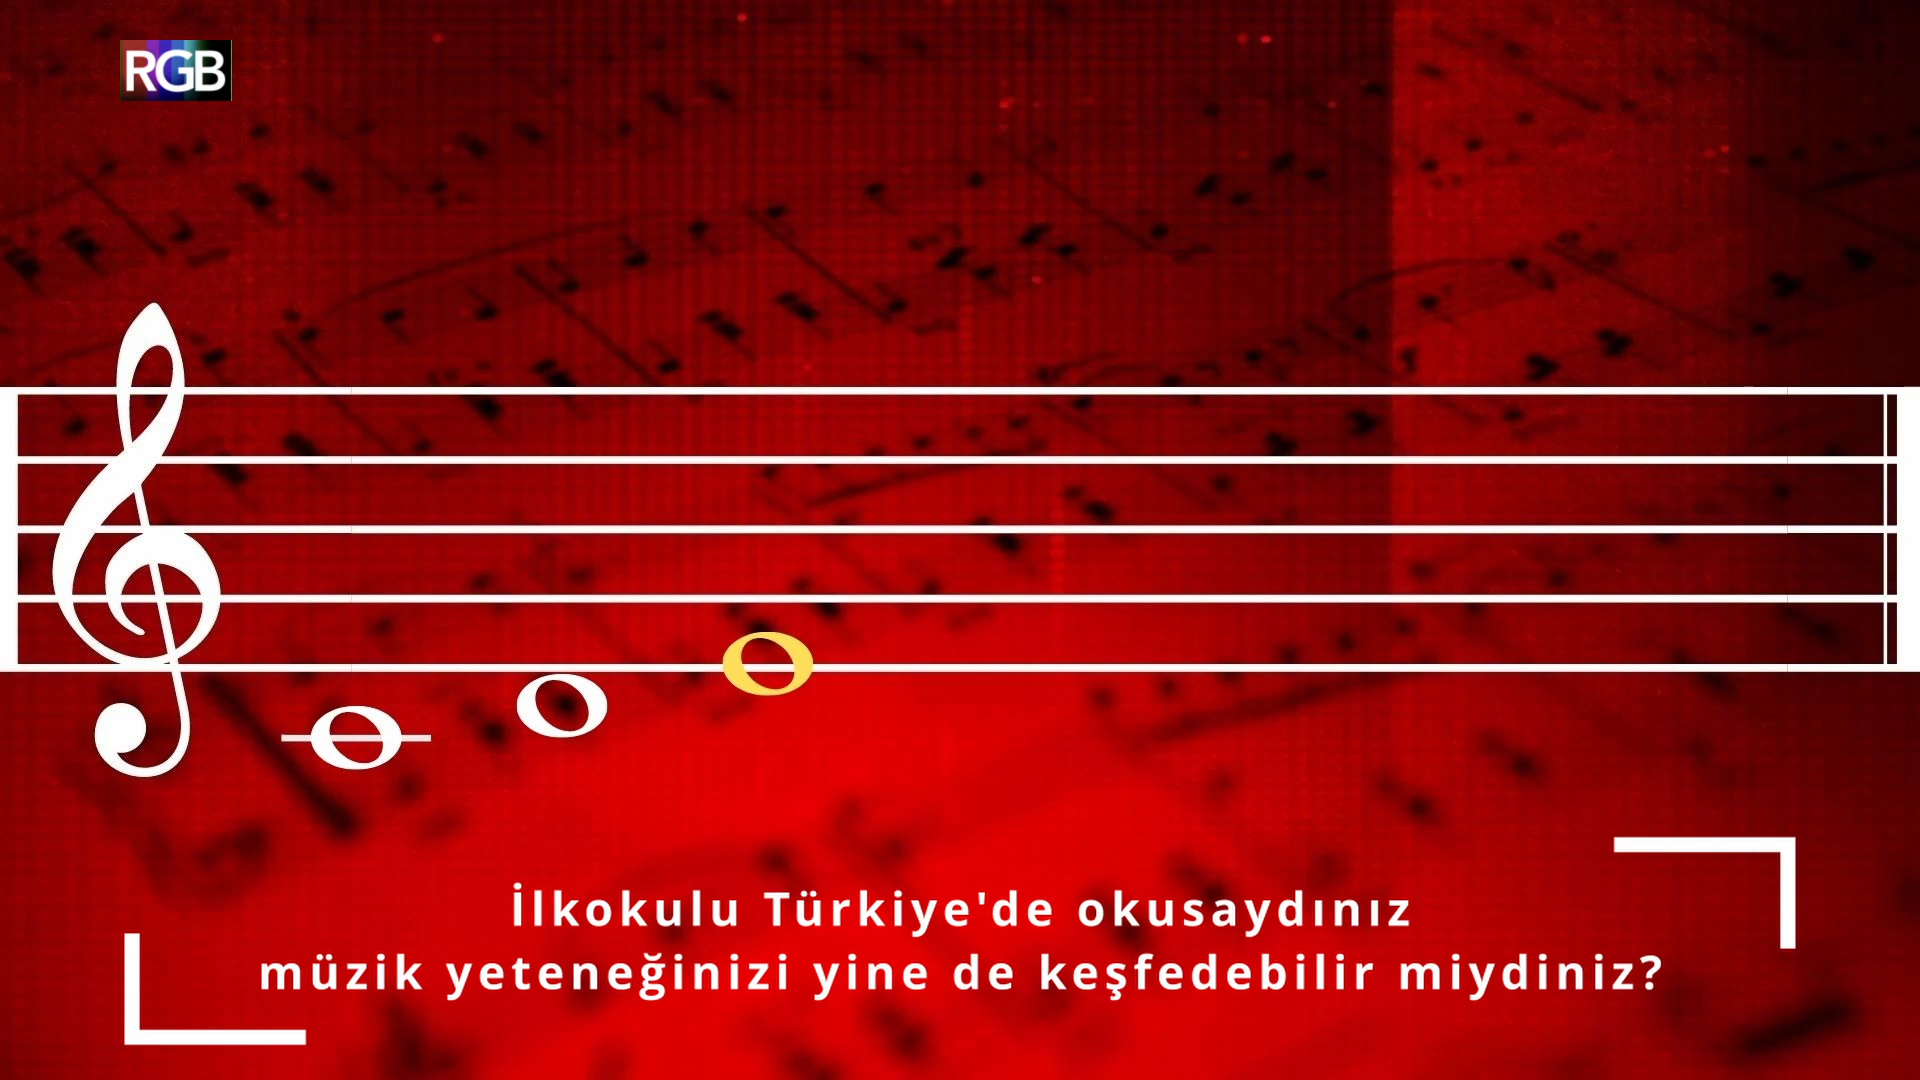 RGB
İlkokulu Türkiye'de okusaydınız
müzik yeteneğinizi yine de keşfedebilir miydiniz?